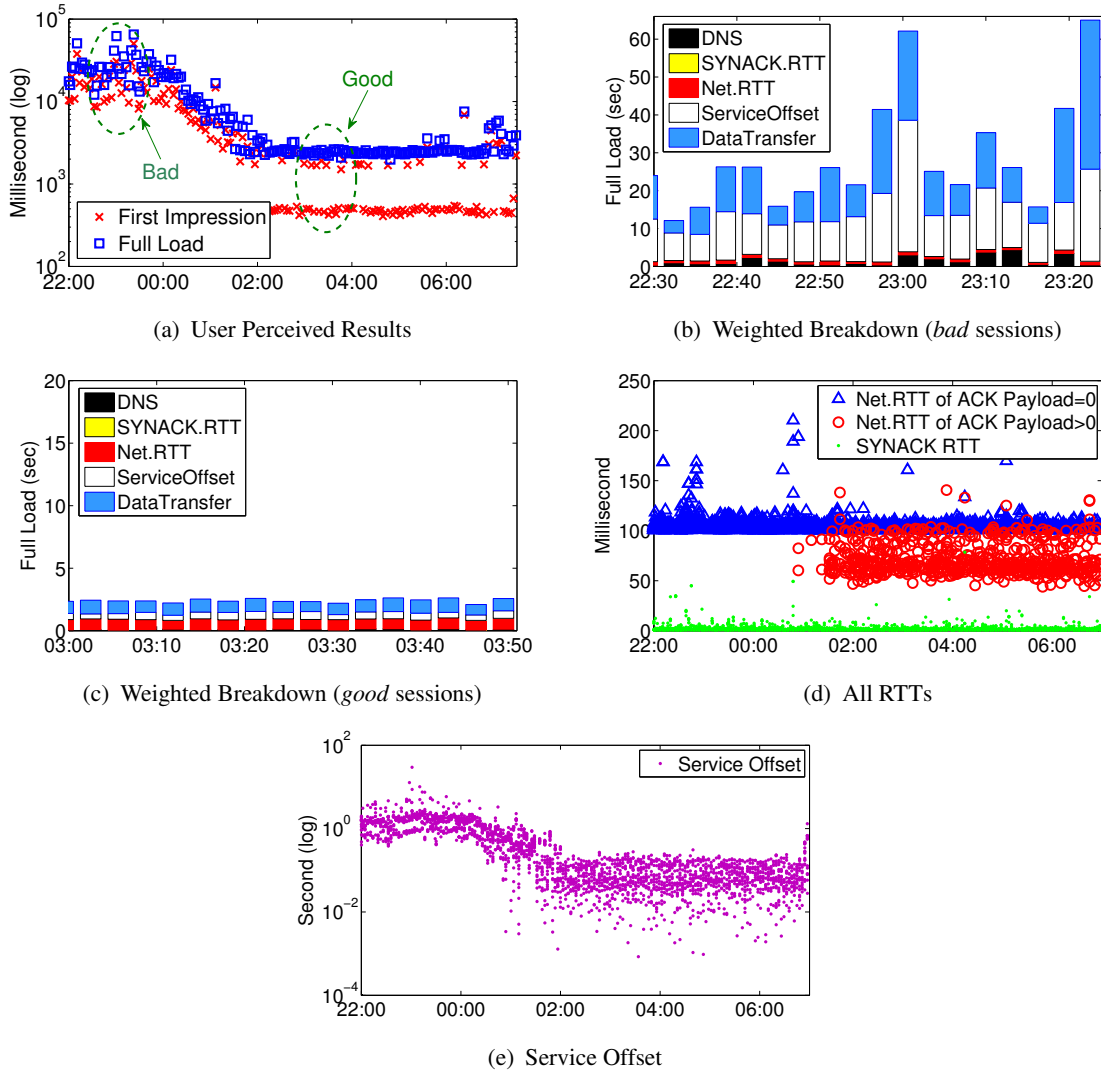 10^5
10^4
10^3
10^2
Millisecond (log)
Good
Bad
First Impression
Full Load
22:00 00:00 02:00 04:00 06:00
(a) User Perceived Results
60
50
40
30
20
10
0
Full Load (sec)
DNS
SYNACK.RTT
Net.RTT
ServiceOffset
DataTransfer
22:30 22:40 22:50 23:00 23:10 23:20
(b) Weighted Breakdown (bad sessions)
20
15
10
5
0
Full Load (sec)
DNS
SYNACK.RTT
Net.RTT
ServiceOffset
DataTransfer
03:00 03:10 03:20 03:30 03:40 03:50
(c) Weighted Breakdown (good sessions)
250
200
150
100
50
0
Millisecond
Net.RTT of ACK Payload=0
Net.RTT of ACK Payload>0
SYNACK RTT
22:00 00:00 02:00 04:00 06:00
(d) All RTTs
10^2
10^0
10^-2
10^-4
Second (log)
Service Offset
22:00 00:00 02:00 04:00 06:00
(e) Service Offset